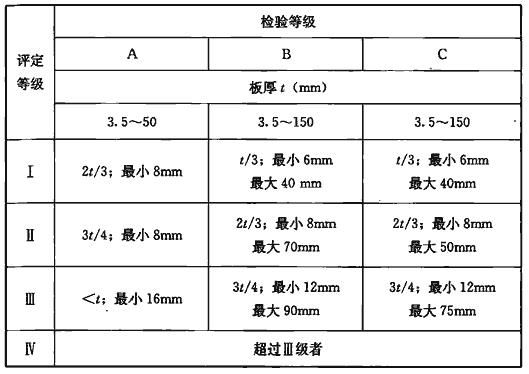 评定等级
检验等级
A B C
板厚 t（mm）
3.5～50 3.5～150 3.5～150
Ⅰ 2t/3；最小 8mm t/3；最小 6mm 最大 40 mm t/3；最小 6mm 最大 40mm
Ⅱ 3t/4；最小 8mm 2t/3；最小 8mm 最大 70mm 2t/3；最小 8mm 最大 50mm
Ⅲ ＜t；最小 16mm 3t/4；最小 12mm 最大 90mm 3t/4；最小 12mm 最大 75mm
Ⅳ 超过Ⅲ级者